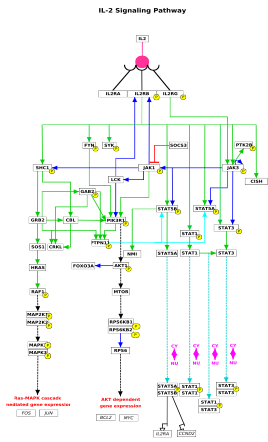 IL-2 Signaling Pathway
IL2
IL2RA IL2RB IL2RG
FYN SYK SOCS3 PTK2B
SHC1 JAK1 JAK3
LCK CISH
GAB2
STAT5B STAT5A
GRB2 CBL PIK3R1
STAT1 STAT3
PTPN11
SOS1 CRKL NMI STAT5A STAT1 STAT3
HRAS FOXO3A AKT1
RAF1 MTOR
MAP2K1
MAP2K2
RPS6KB1
RPS6KB2
MAPK1
MAPK3
RPS6
CY CY CY CY
NU NU NU NU
STAT5A STAT1 STAT3
STAT5B STAT1 STAT3
Ras-MAPK cascade
mediated gene expression
AKT dependent
gene expression
STAT1
STAT3
FOS JUN BCL2 MYC
IL2RA CCND2